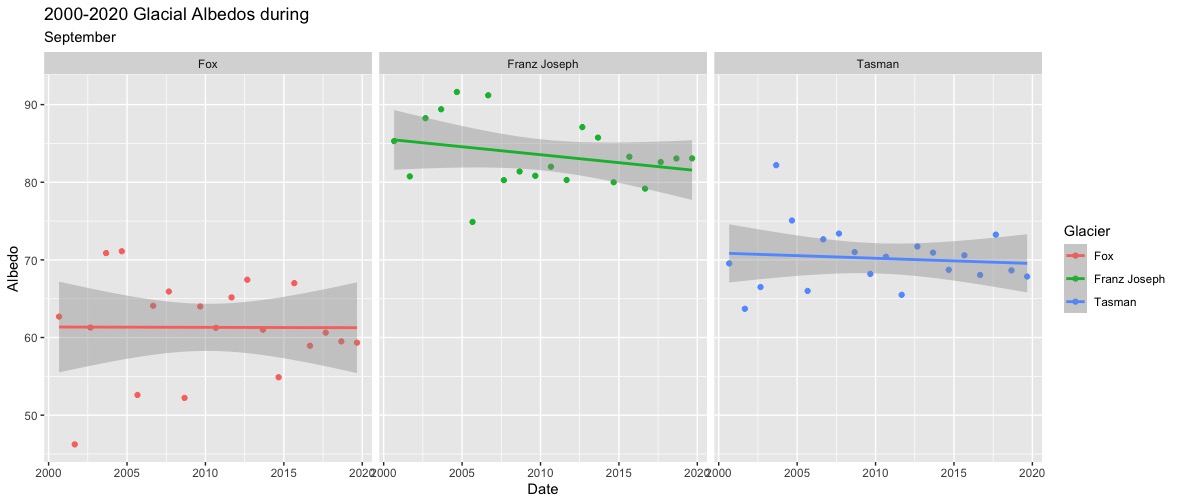 2000-2020 Glacial Albedos during
September
Fox
Franz Joseph
Tasman
90
80
70
60
50
Albedo
2000 2005 2010 2015 2020
2000 2005 2010 2015 2020
2000 2005 2010 2015 2020
Date
Glacier
Fox
Franz Joseph
Tasman